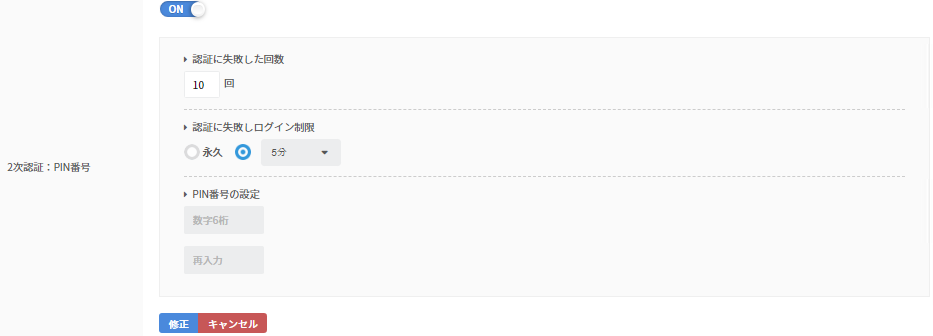 ON
認証に失敗した回数
10 回
認証に失敗しログイン制限
永久 5分
2次認証：PIN番号
PIN番号の設定
数字6桁
再入力
修正 キャンセル